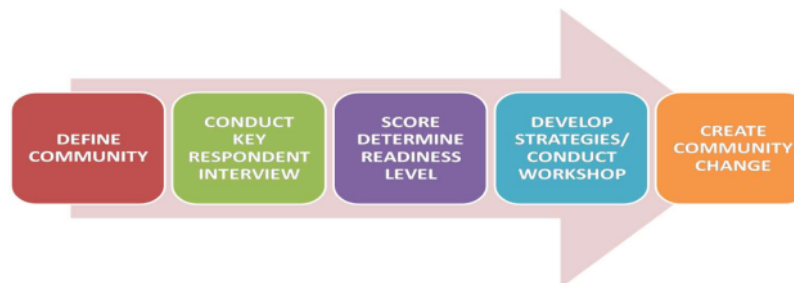 DEFINE
COMMUNITY
CONDUCT
KEY
RESPONDENT
INTERVIEW
SCORE
DETERMINE
READINESS
LEVEL
DEVELOP
STRATEGIES/
CONDUCT
WORKSHOP
CREATE
COMMUNITY
CHANGE